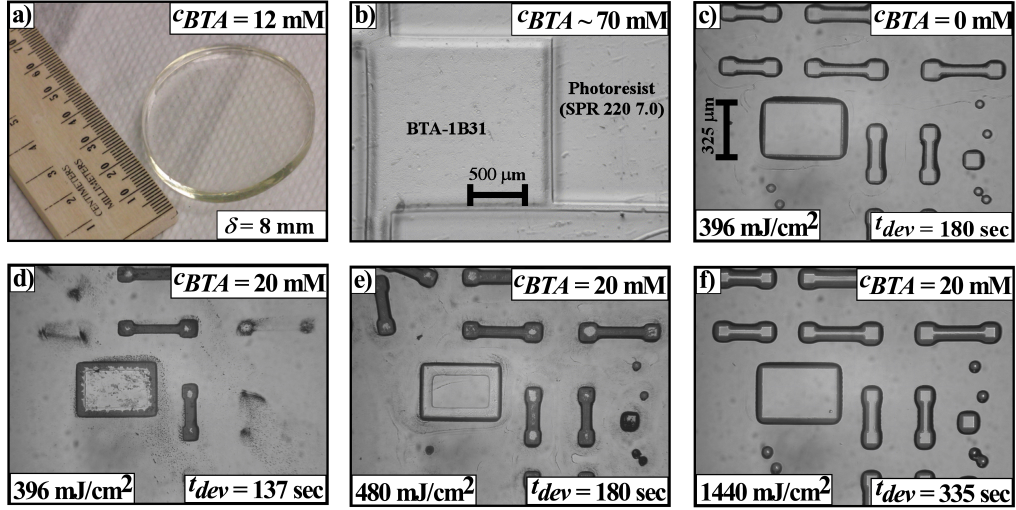 a)
cBTA = 12 mM
CENTIMETERS
MILLIMETERS
δ = 8 mm
b)
cBTA ~ 70 mM
Photoresist
(SPR 220 7.0)
BTA-1B31
500 μm
c)
cBTA = 0 mM
325 μm
396 mJ/cm2
tdev = 180 sec
d)
cBTA = 20 mM
396 mJ/cm2
tdev = 137 sec
e)
cBTA = 20 mM
480 mJ/cm2
tdev = 180 sec
f)
cBTA = 20 mM
1440 mJ/cm2
tdev = 335 sec